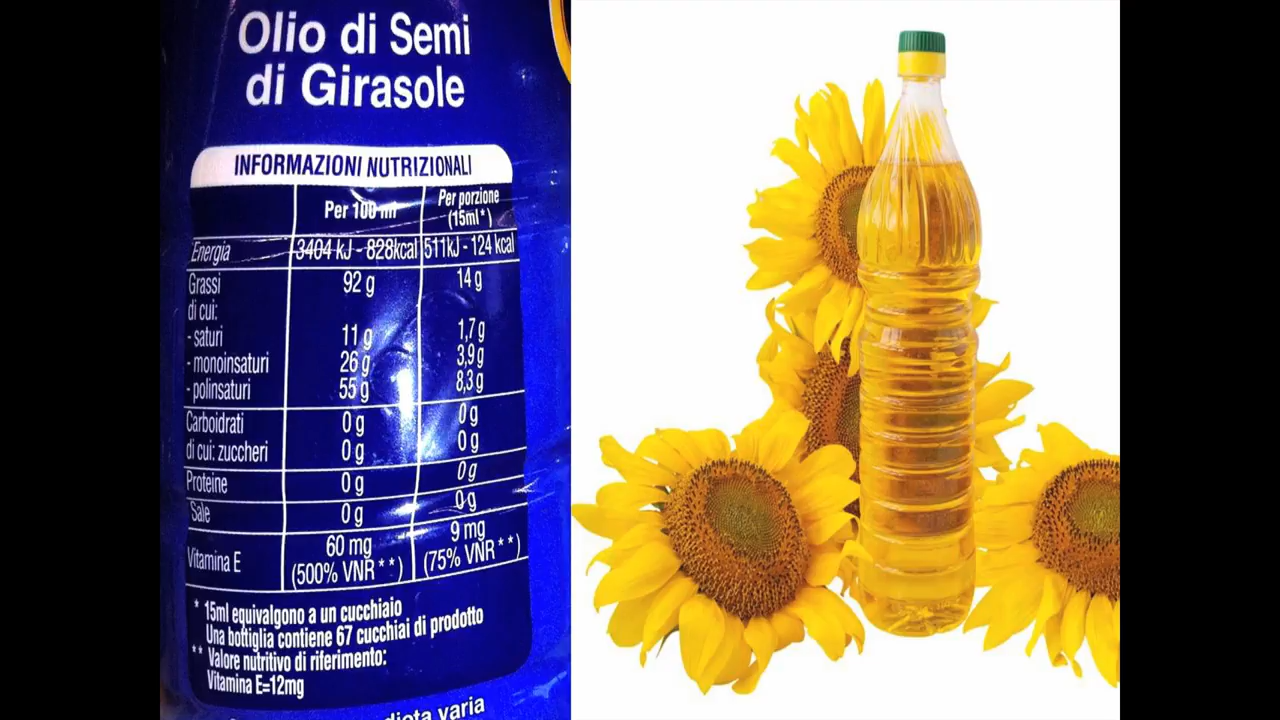 Olio di Semi
di Girasole
INFORMAZIONI NUTRIZIONALI
Per 100 ml Per porzione
(15ml*)
Energia 3404 kJ - 828kcal 511kJ - 124 kcal
Grassi 92 g 14 g
di cui:
- saturi 11 g 1,7 g
- monoinsaturi 26 g 3,9 g
- polinsaturi 55 g 8,3 g
Carboidrati 0 g 0 g
di cui: zuccheri 0 g 0 g
Proteine 0 g 0 g
Sale 0 g 0 g
Vitamina E 60 mg 9 mg
(500% VNR**) (75% VNR**)
* 15ml equivalgono a un cucchiaio
Una bottiglia contiene 67 cucchiai di prodotto
** Valore nutritivo di riferimento:
Vitamina E=12mg
dieta varia